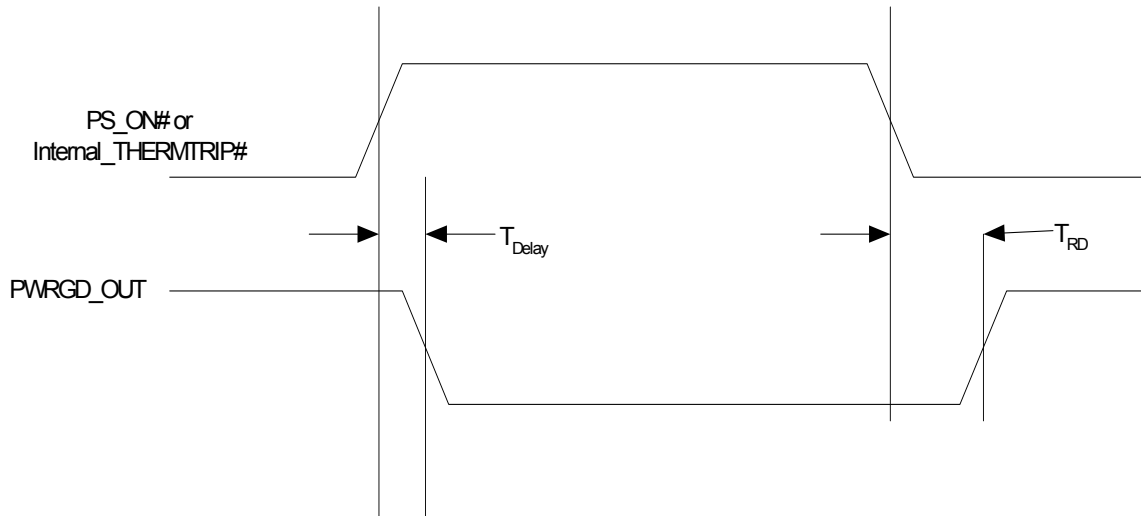 PS_ON# or
Internal_THERMTRIP#
TDelay
TRD
PWRGD_OUT